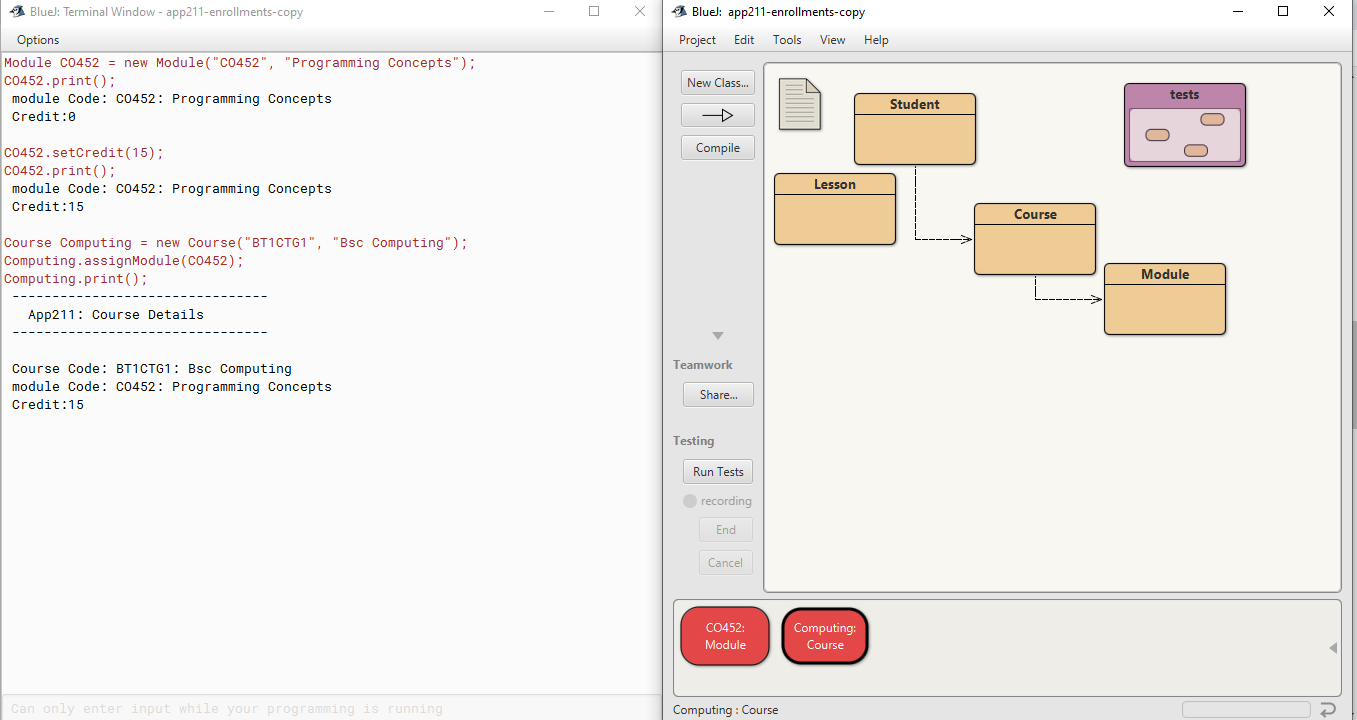 BlueJ: Terminal Window - app211-enrollments-copy
Options
Module CO452 = new Module("CO452", "Programming Concepts");
CO452.print();
module Code: CO452: Programming Concepts
Credit:0
CO452.setCredit(15);
CO452.print();
module Code: CO452: Programming Concepts
Credit:15
Course Computing = new Course("BT1CTG1", "Bsc Computing");
Computing.assignModule(CO452);
Computing.print();
--------------------------------
App211: Course Details
--------------------------------
Course Code: BT1CTG1: Bsc Computing
module Code: CO452: Programming Concepts
Credit:15
Can only enter input while your programming is running
BlueJ: app211-enrollments-copy
Project Edit Tools View Help
New Class...
Compile
Teamwork
Share...
Testing
Run Tests
recording
End
Cancel
Student
tests
Lesson
Course
Module
CO452:
Module
Computing:
Course
Computing : Course